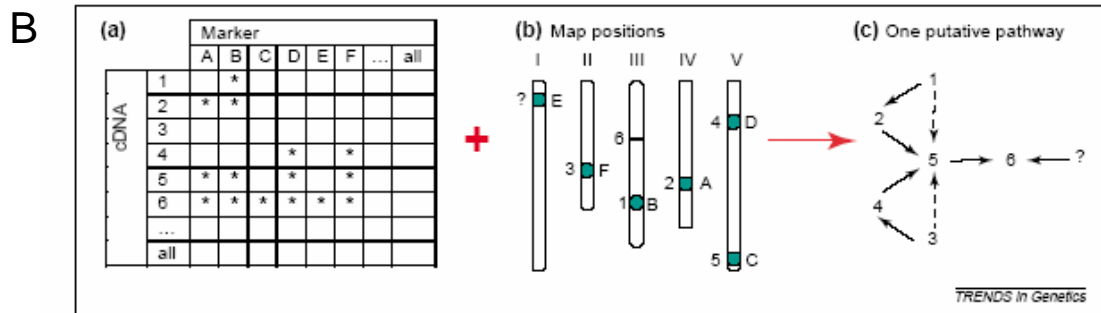 B
(a)
Marker
A B C D E F ... all
cDNA
1 *
2 * *
3
4 * *
5 * * * *
6 * * * * * *
...
all
+
(b) Map positions
I II III IV V
? E
4 D
6
3 F
2 A
1 B
5 C
(c) One putative pathway
1
2
5 6 ?
4
3
TRENDS in Genetics